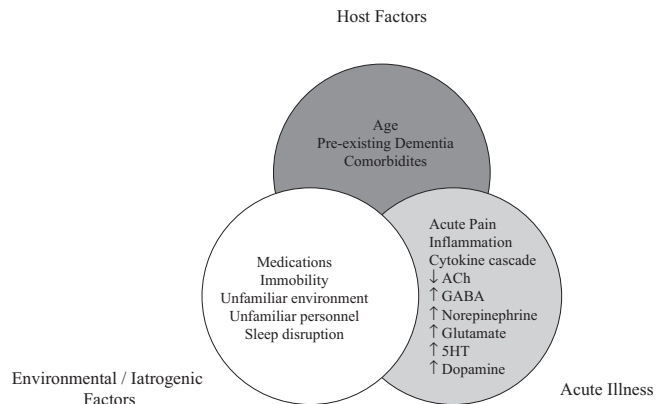 Host Factors
Age
Pre-existing Dementia
Comorbidites
Medications
Immobility
Unfamiliar environment
Unfamiliar personnel
Sleep disruption
Acute Pain
Inflammation
Cytokine cascade
↓ ACh
↑ GABA
↑ Norepinephrine
↑ Glutamate
↑ 5HT
↑ Dopamine
Environmental / Iatrogenic
Factors
Acute Illness